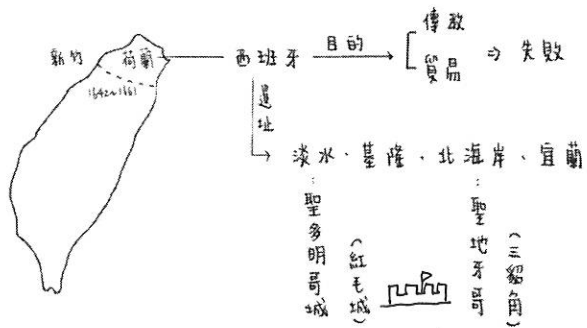 新竹
荷蘭
1642~1661
西班牙
目的
傳教
貿易
⇒ 失敗
遺址
淡水、基隆、北海岸、宜蘭
：聖多明哥城
（紅毛城）
：聖地牙哥
（三貂角）